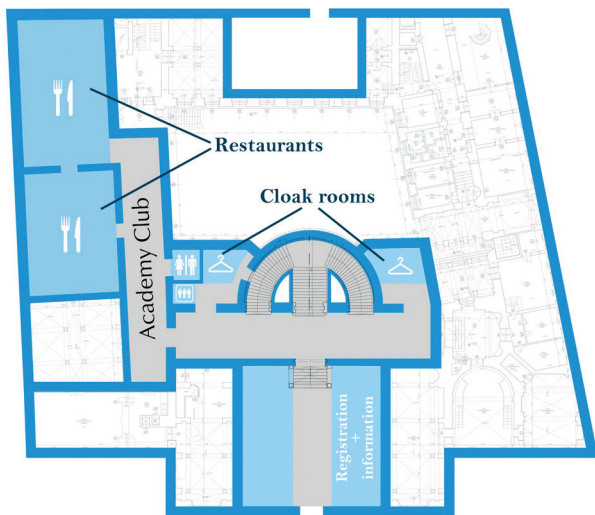 Restaurants
Cloak rooms
Academy Club
Registration
+
information